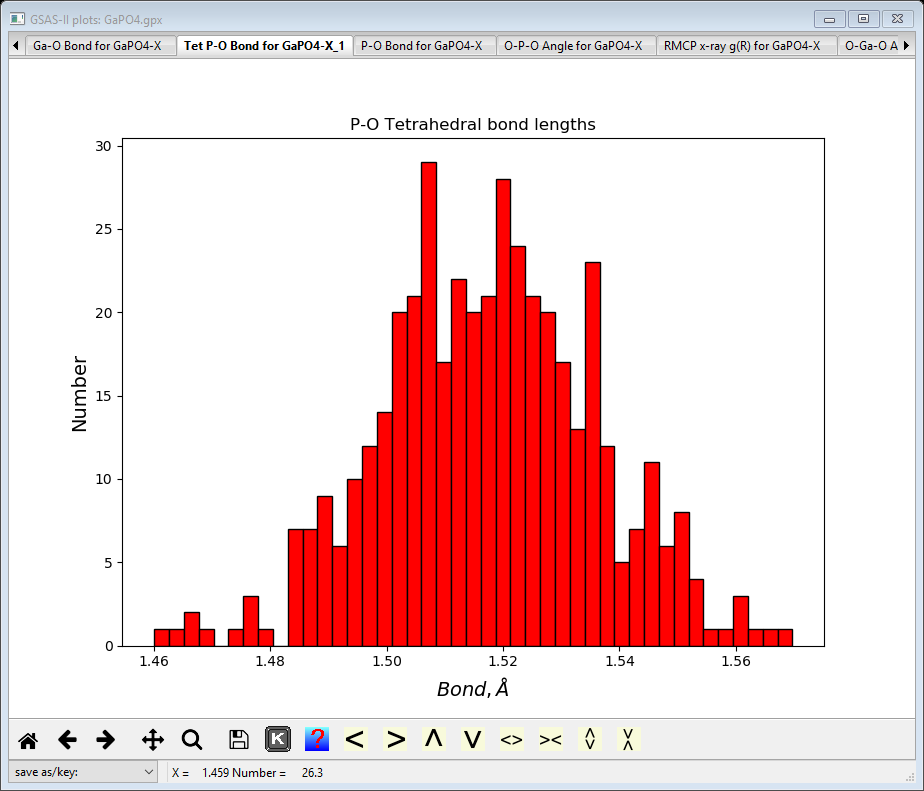 GSAS-II plots: GaPO4.gpx
Ga-O Bond for GaPO4-X
Tet P-O Bond for GaPO4-X_1
P-O Bond for GaPO4-X
O-P-O Angle for GaPO4-X
RMCP x-ray g(R) for GaPO4-X
O-Ga-O A
P-O Tetrahedral bond lengths
30
25
20
15
10
5
0
Number
1.46 1.48 1.50 1.52 1.54 1.56
Bond, Å
K ? < > Λ V <> >< 
save as/key: X = 1.459 Number = 26.3